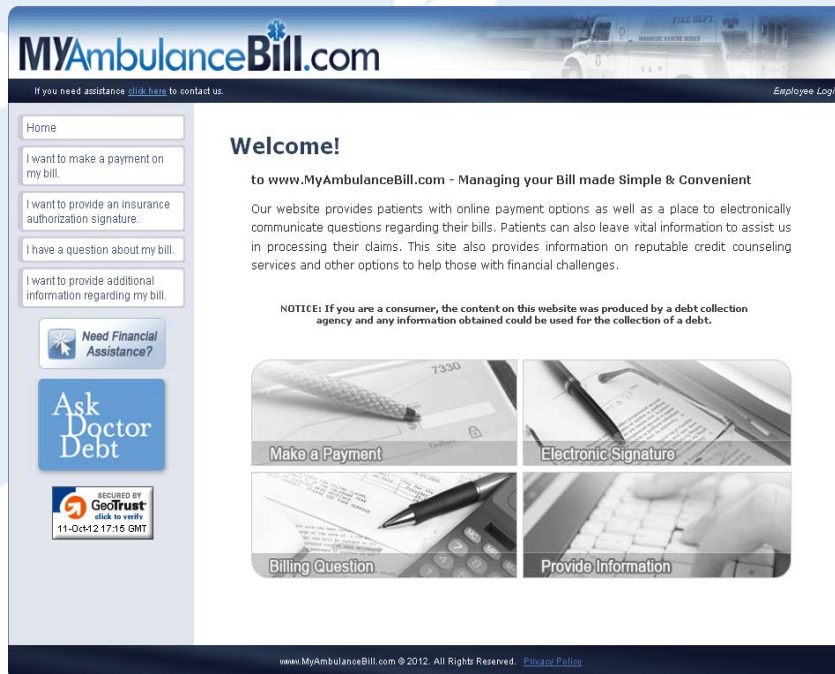 FIRE DEPT.
MYAmbulanceBill.com
If you need assistance click here to contact us.
Employee Logi
Home
I want to make a payment on
my bill.
I want to provide an insurance
authorization signature.
I have a question about my bill.
I want to provide additional
information regarding my bill.
Need Financial
Assistance?
Ask
Doctor
Debt
SECURED BY
GeoTrust
click to verify
11-Oct-12 17:15 GMT
Welcome!
to www.MyAmbulanceBill.com - Managing your Bill made Simple & Convenient
Our website provides patients with online payment options as well as a place to electronically
communicate questions regarding their bills. Patients can also leave vital information to assist us
in processing their claims. This site also provides information on reputable credit counseling
services and other options to help those with financial challenges.
NOTICE: If you are a consumer, the content on this website was produced by a debt collection
agency and any information obtained could be used for the collection of a debt.
7330
Dollars
Make a Payment
Electronic Signature
Billing Question
Provide Information
www.MyAmbulanceBill.com © 2012. All Rights Reserved. Privacy Policy